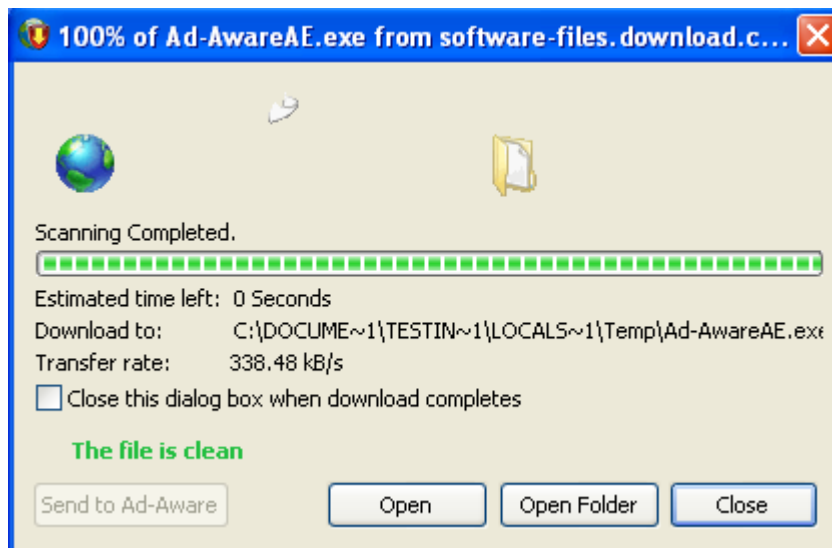 100% of Ad-AwareAE.exe from software-files.download.c...
Scanning Completed.
Estimated time left: 0 Seconds
Download to: C:\DOCUME~1\TESTIN~1\LOCALS~1\Temp\Ad-AwareAE.exe
Transfer rate: 338.48 kB/s
Close this dialog box when download completes
The file is clean
Send to Ad-Aware Open Open Folder Close